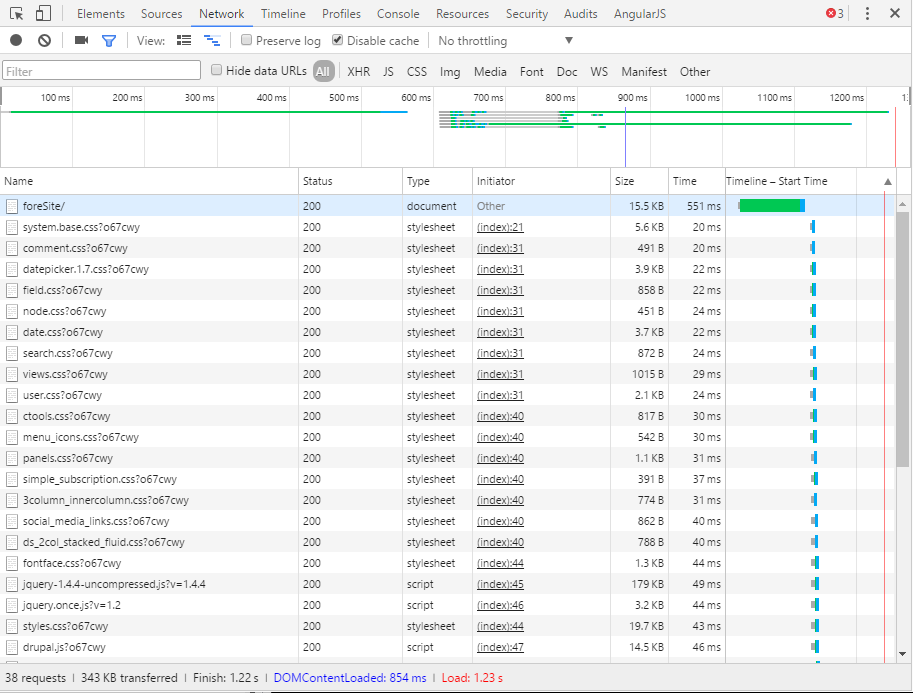 Elements Sources Network Timeline Profiles Console Resources Security Audits AngularJS 3
View: Preserve log Disable cache No throttling
Filter Hide data URLs All XHR JS CSS Img Media Font Doc WS Manifest Other
100 ms 200 ms 300 ms 400 ms 500 ms 600 ms 700 ms 800 ms 900 ms 1000 ms 1100 ms 1200 ms
Name Status Type Initiator Size Time Timeline – Start Time
foreSite/ 200 document Other 15.5 KB 551 ms
system.base.css?o67cwy 200 stylesheet (index):21 5.6 KB 20 ms
comment.css?o67cwy 200 stylesheet (index):31 491 B 20 ms
datepicker.1.7.css?o67cwy 200 stylesheet (index):31 3.9 KB 22 ms
field.css?o67cwy 200 stylesheet (index):31 858 B 22 ms
node.css?o67cwy 200 stylesheet (index):31 451 B 24 ms
date.css?o67cwy 200 stylesheet (index):31 3.7 KB 22 ms
search.css?o67cwy 200 stylesheet (index):31 872 B 24 ms
views.css?o67cwy 200 stylesheet (index):31 1015 B 29 ms
user.css?o67cwy 200 stylesheet (index):31 2.1 KB 24 ms
ctools.css?o67cwy 200 stylesheet (index):40 817 B 30 ms
menu_icons.css?o67cwy 200 stylesheet (index):40 542 B 30 ms
panels.css?o67cwy 200 stylesheet (index):40 1.1 KB 31 ms
simple_subscription.css?o67cwy 200 stylesheet (index):40 391 B 37 ms
3column_innercolumn.css?o67cwy 200 stylesheet (index):40 774 B 31 ms
social_media_links.css?o67cwy 200 stylesheet (index):40 862 B 40 ms
ds_2col_stacked_fluid.css?o67cwy 200 stylesheet (index):40 788 B 40 ms
fontface.css?o67cwy 200 stylesheet (index):44 1.3 KB 44 ms
jquery-1.4.4-uncompressed.js?v=1.4.4 200 script (index):45 179 KB 49 ms
jquery.once.js?v=1.2 200 script (index):46 3.2 KB 44 ms
styles.css?o67cwy 200 stylesheet (index):44 19.7 KB 43 ms
drupal.js?o67cwy 200 script (index):47 14.5 KB 46 ms
38 requests | 343 KB transferred | Finish: 1.22 s | DOMContentLoaded: 854 ms | Load: 1.23 s